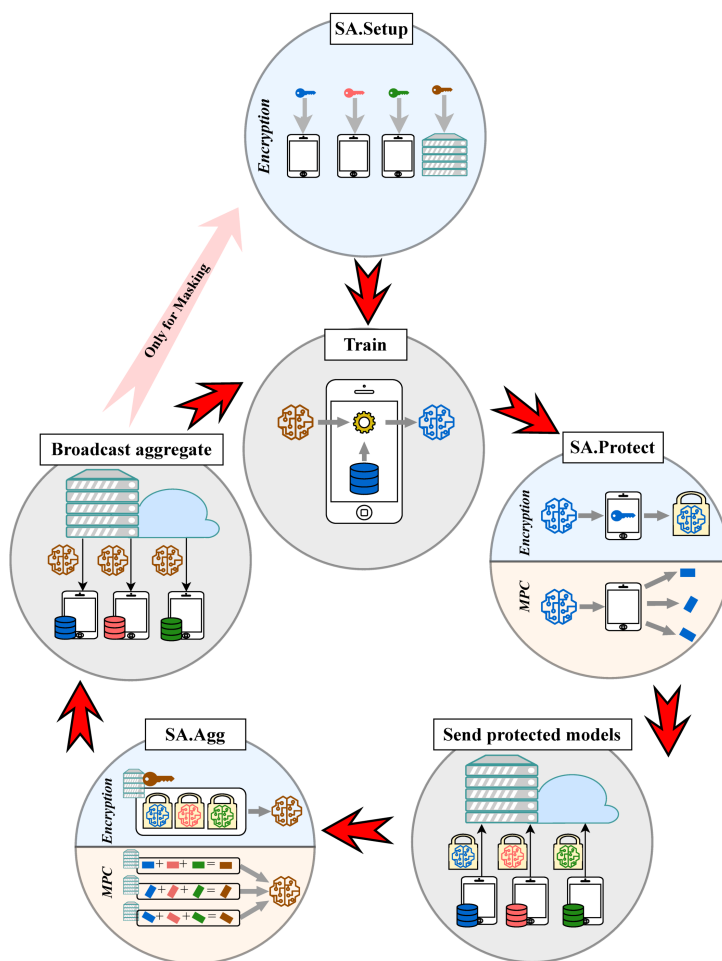 SA.Setup
Encryption
Only for Masking
Train
Broadcast aggregate
SA.Protect
Encryption
MPC
SA.Agg
Encryption
MPC
+ + =
+ + =
+ + =
Send protected models